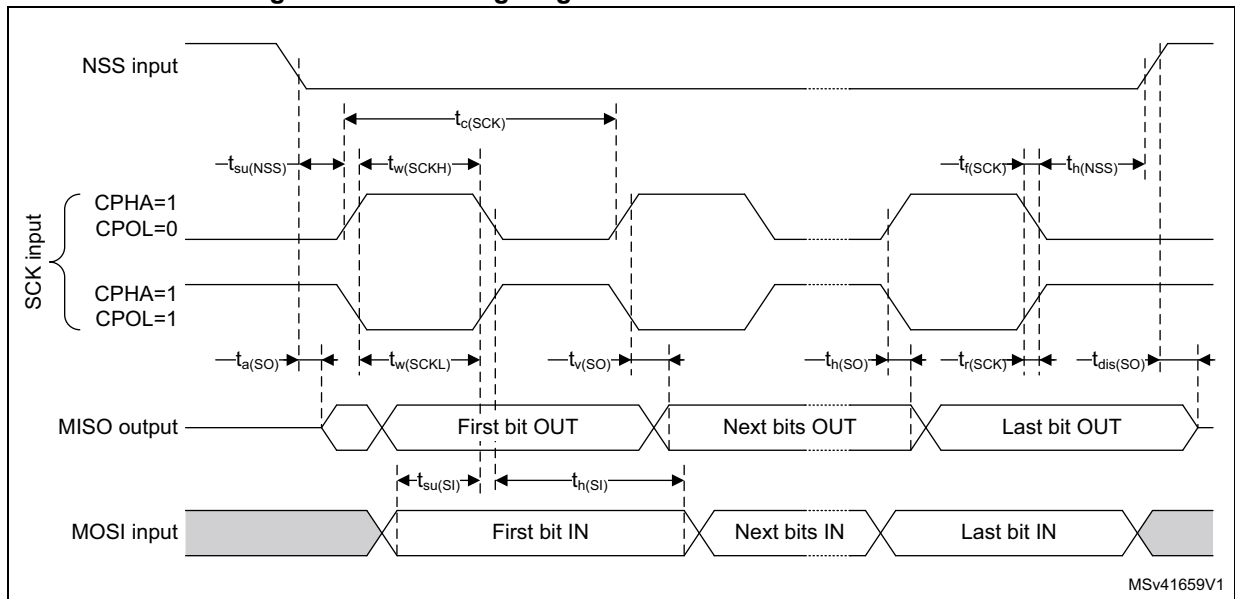 NSS input
tc(SCK)
tsu(NSS) tw(SCKH) tf(SCK) th(NSS)
SCK input
CPHA=1
CPOL=0
CPHA=1
CPOL=1
ta(SO) tw(SCKL) tv(SO) th(SO) tr(SCK) tdis(SO)
MISO output First bit OUT Next bits OUT Last bit OUT
tsu(SI) th(SI)
MOSI input First bit IN Next bits IN Last bit IN
MSv41659V1